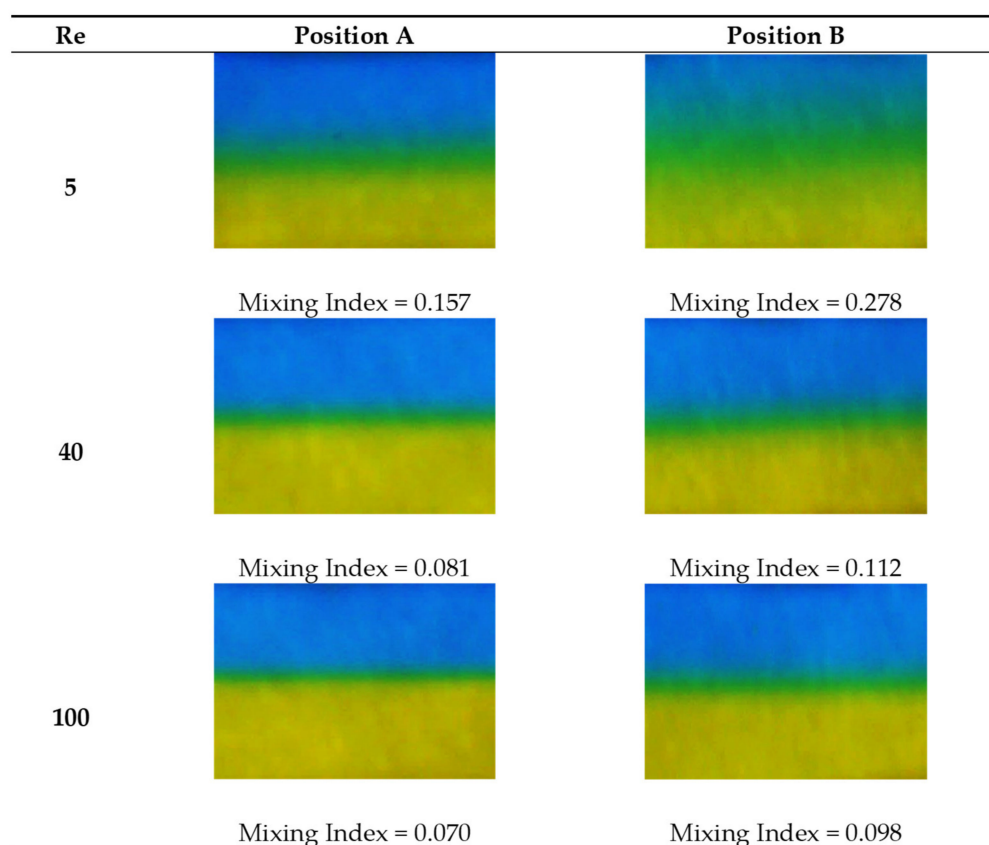 Re Position A Position B
5
Mixing Index = 0.157 Mixing Index = 0.278
40
Mixing Index = 0.081 Mixing Index = 0.112
100
Mixing Index = 0.070 Mixing Index = 0.098